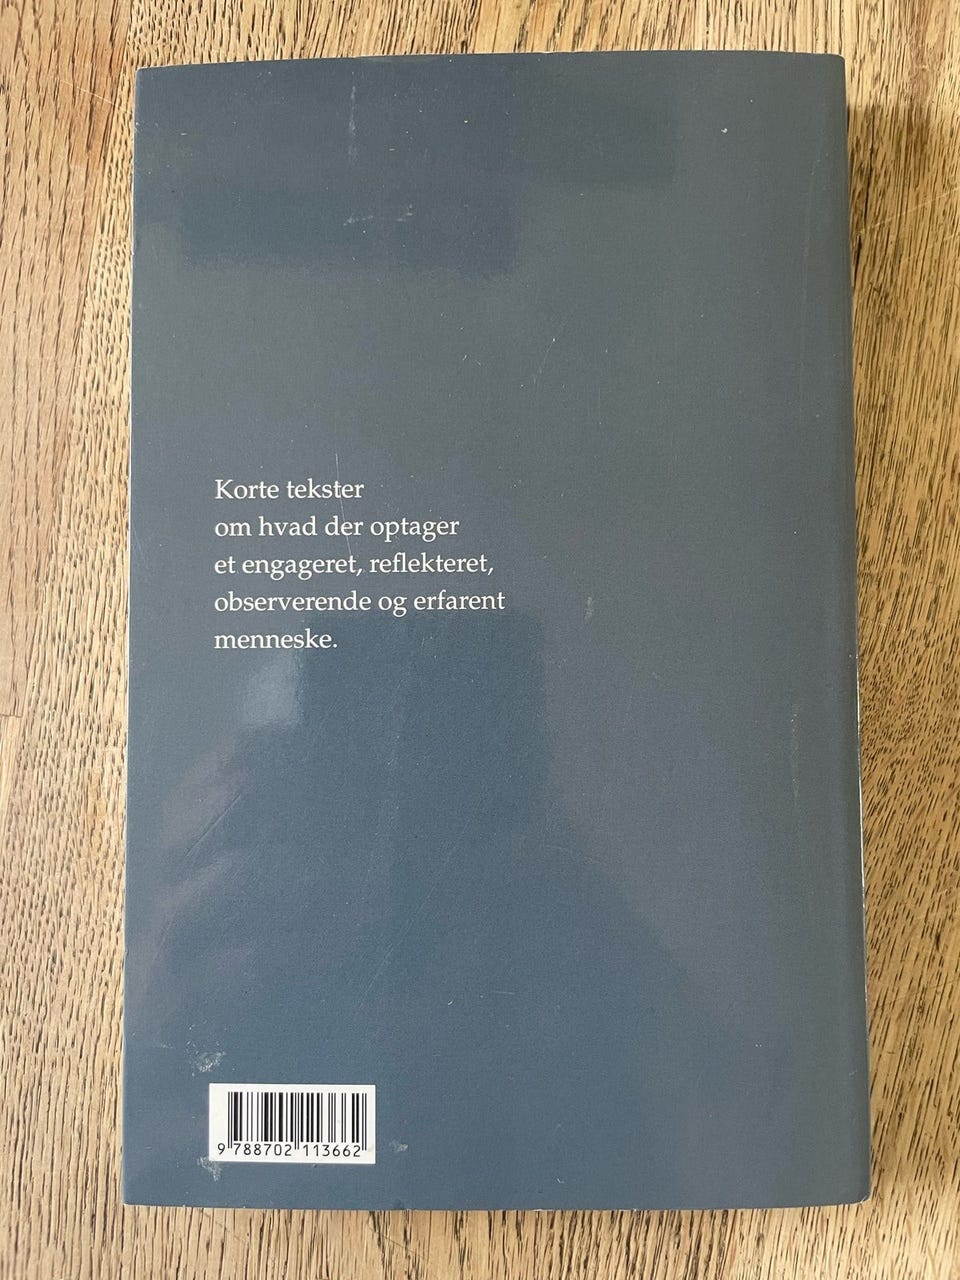 Korte tekster
om hvad der optager
et engageret, reflekteret,
observerende og erfarent
menneske.
9 788702 113662